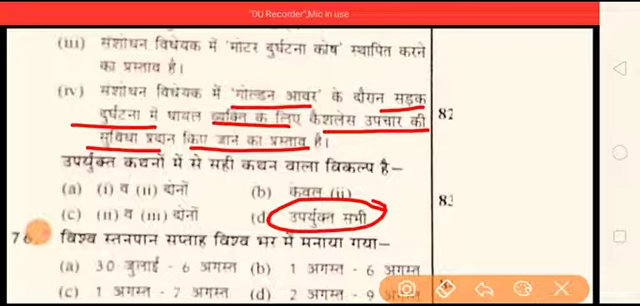 "DU Recorder",Mic in use
(iii) संशोधन विधेयक में 'मोटर दुर्घटना कोष' स्थापित करने
का प्रस्ताव है।
(iv) संशोधन विधेयक में 'गोल्डन आवर' के दौरान सड़क
दुर्घटना में घायल व्यक्ति के लिए कैशलेस उपचार की
सुविधा प्रदान किए जान का प्रस्ताव है।
82
उपर्युक्त कथनों में से सही कथन वाला विकल्प है–
(a) (i) व (ii) दोनों (b) केवल (ii)
83
(c) (ii) व (iii) दोनों (d) उपर्युक्त सभी
76 विश्व स्तनपान सप्ताह विश्व भर में मनाया गया–
(a) 30 जुलाई - 6 अगस्त (b) 1 अगस्त - 6 अगस्त
(c) 1 अगस्त - 7 अगस्त (d) 2 अगस्त - 9